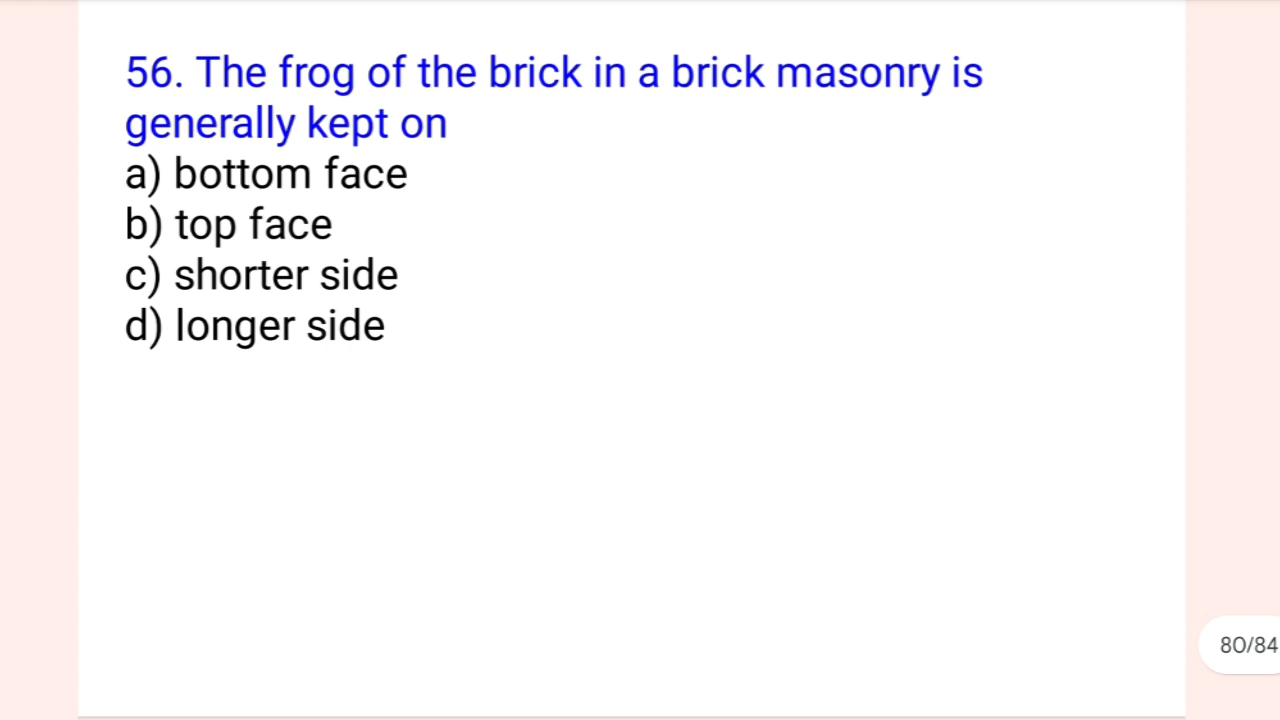 56. The frog of the brick in a brick masonry is
generally kept on
a) bottom face
b) top face
c) shorter side
d) longer side
80/84